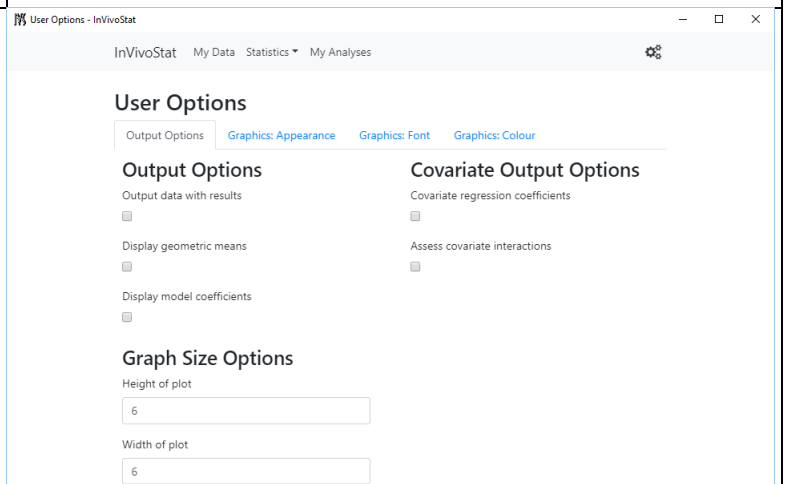 User Options - InVivoStat
InVivoStat My Data Statistics My Analyses
User Options
Output Options Graphics: Appearance Graphics: Font Graphics: Colour
Output Options
Output data with results
Display geometric means
Display model coefficients
Covariate Output Options
Covariate regression coefficients
Assess covariate interactions
Graph Size Options
Height of plot
6
Width of plot
6